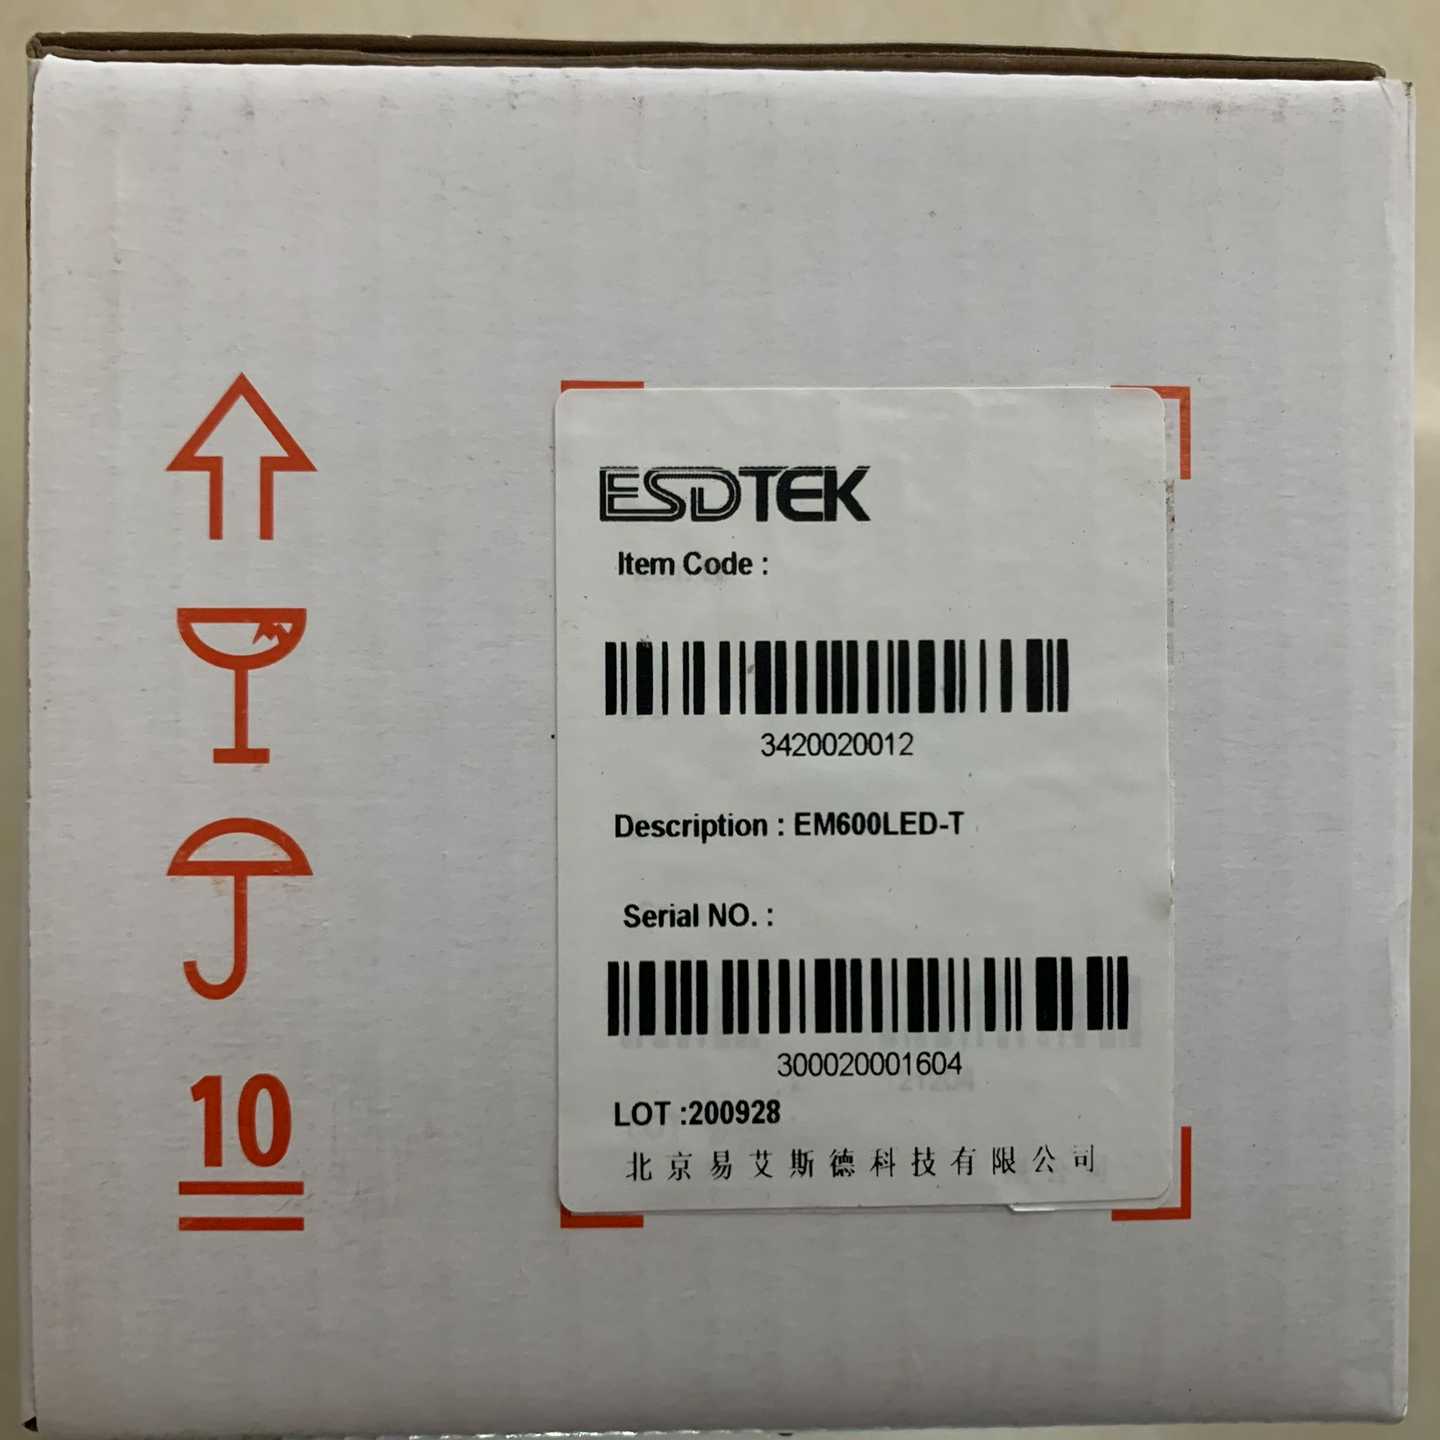 ESDTEK
Item Code :
3420020012
Description : EM600LED-T
Serial NO. :
300020001604
LOT :200928
北京易艾斯德科技有限公司
10